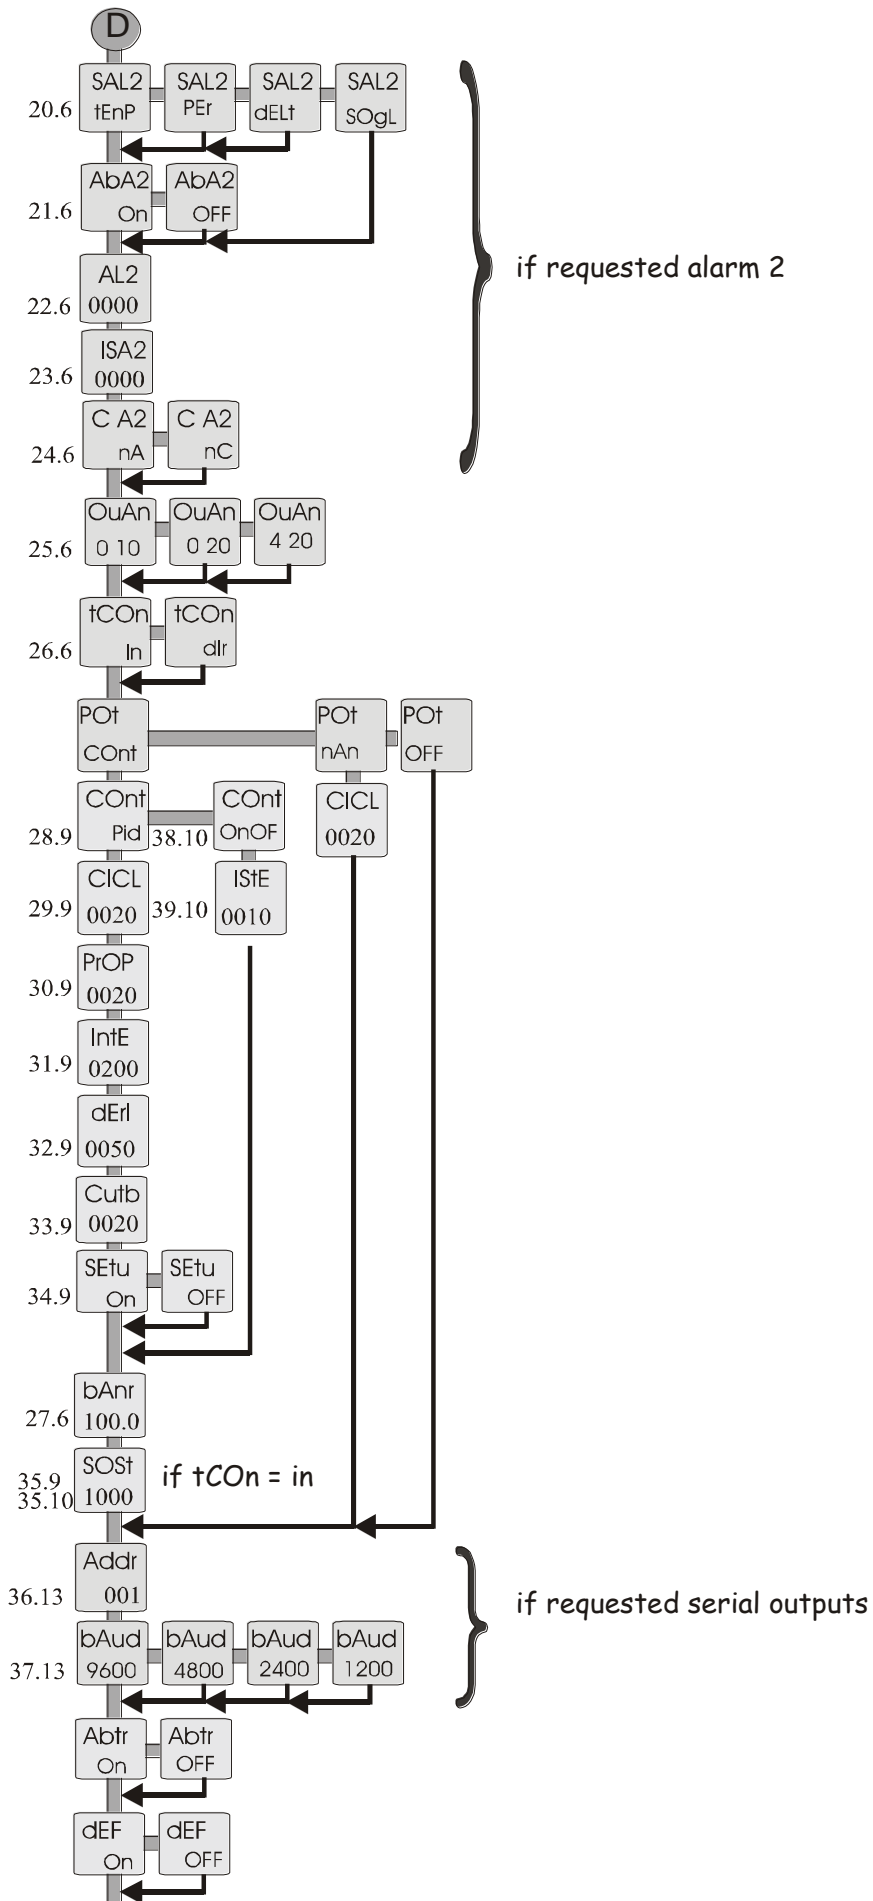 D
SAL2 SAL2 SAL2 SAL2
20.6 tEnP PEr dELt SOgL
AbA2 AbA2
21.6 On OFF
if requested alarm 2
AL2
22.6 0000
ISA2
23.6 0000
C A2 C A2
24.6 nA nC
OuAn OuAn OuAn
25.6 0 10 0 20 4 20
tCOn tCOn
26.6 In dIr
POt POt POt
COnt nAn OFF
COnt COnt CICL
28.9 Pid 38.10 OnOF 0020
CICL IStE
29.9 0020 39.10 0010
PrOP
30.9 0020
IntE
31.9 0200
dErI
32.9 0050
Cutb
33.9 0020
SEtu SEtu
34.9 On OFF
bAnr
27.6 100.0
SOSt if tCOn = in
35.9
35.10 1000
Addr
36.13 001
if requested serial outputs
bAud bAud bAud bAud
37.13 9600 4800 2400 1200
Abtr Abtr
On OFF
dEF dEF
On OFF